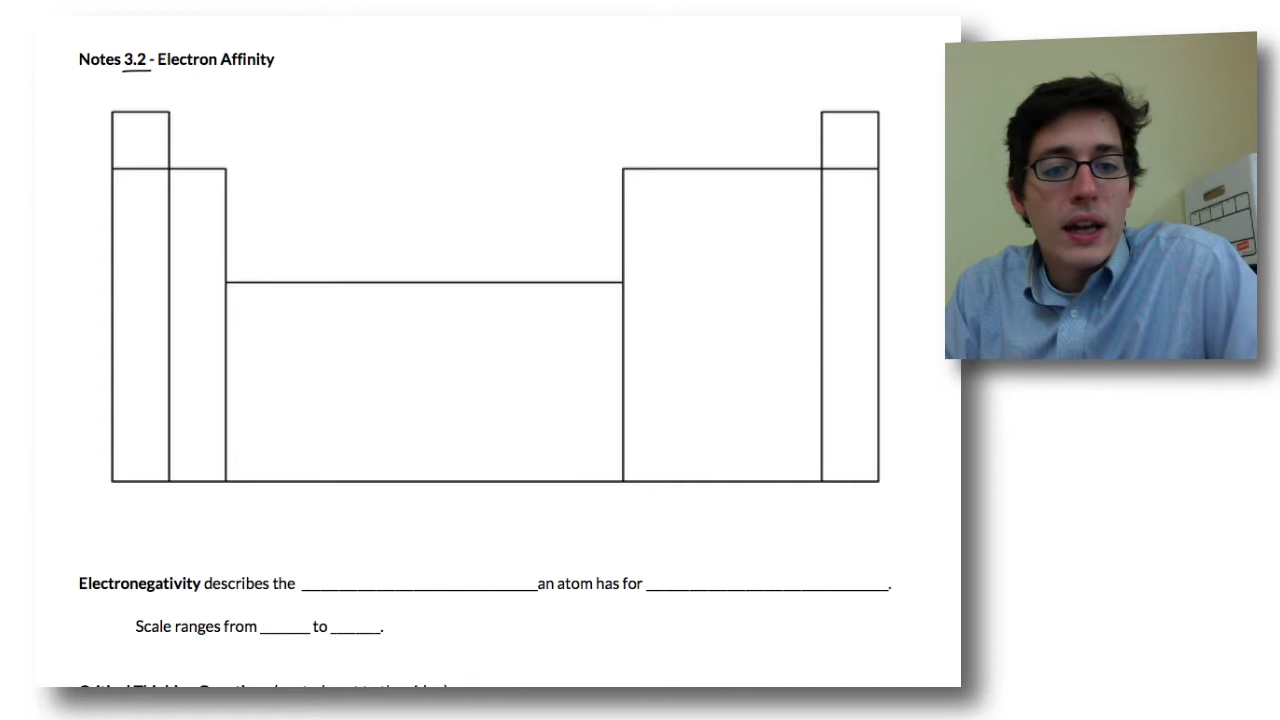 Notes 3.2 - Electron Affinity
Electronegativity describes the ____________________________ an atom has for _____________________________.
Scale ranges from ______ to ______.